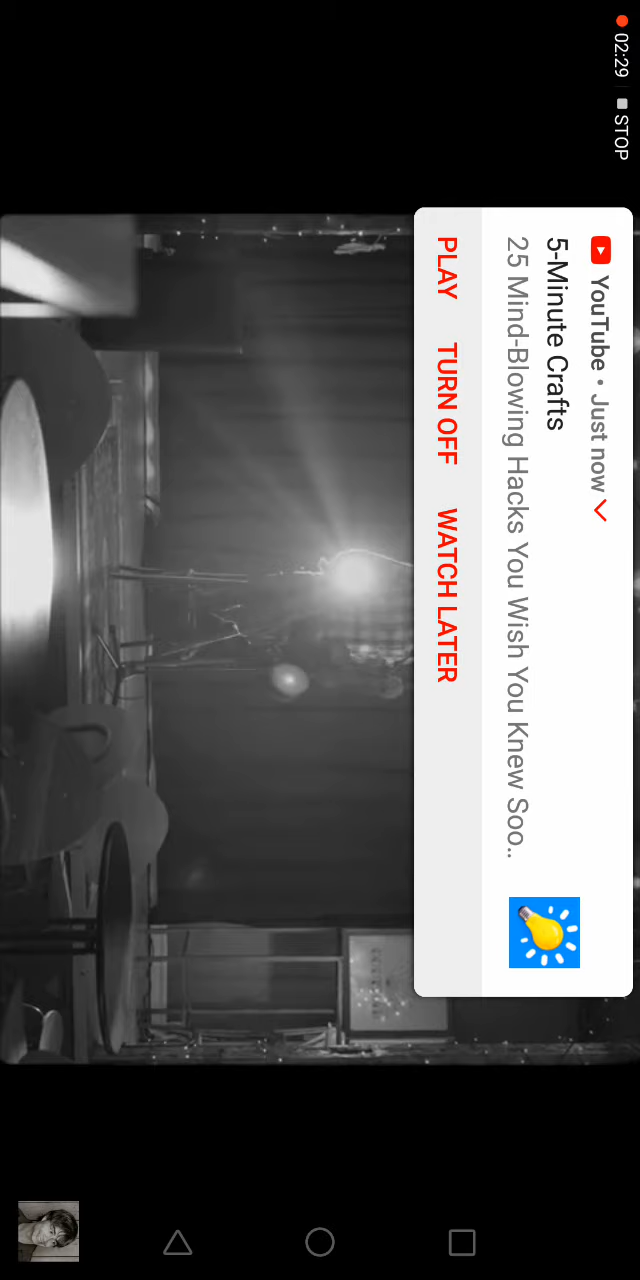 02:29 STOP
YouTube • Just now
5-Minute Crafts
25 Mind-Blowing Hacks You Wish You Knew Soo..
PLAY TURN OFF WATCH LATER